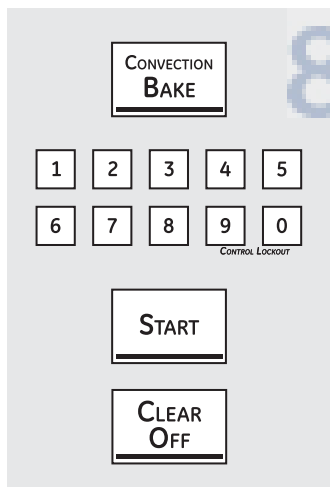 CONVECTION
BAKE
8
1 2 3 4 5
6 7 8 9 0
CONTROL LOCKOUT
START
CLEAR
OFF